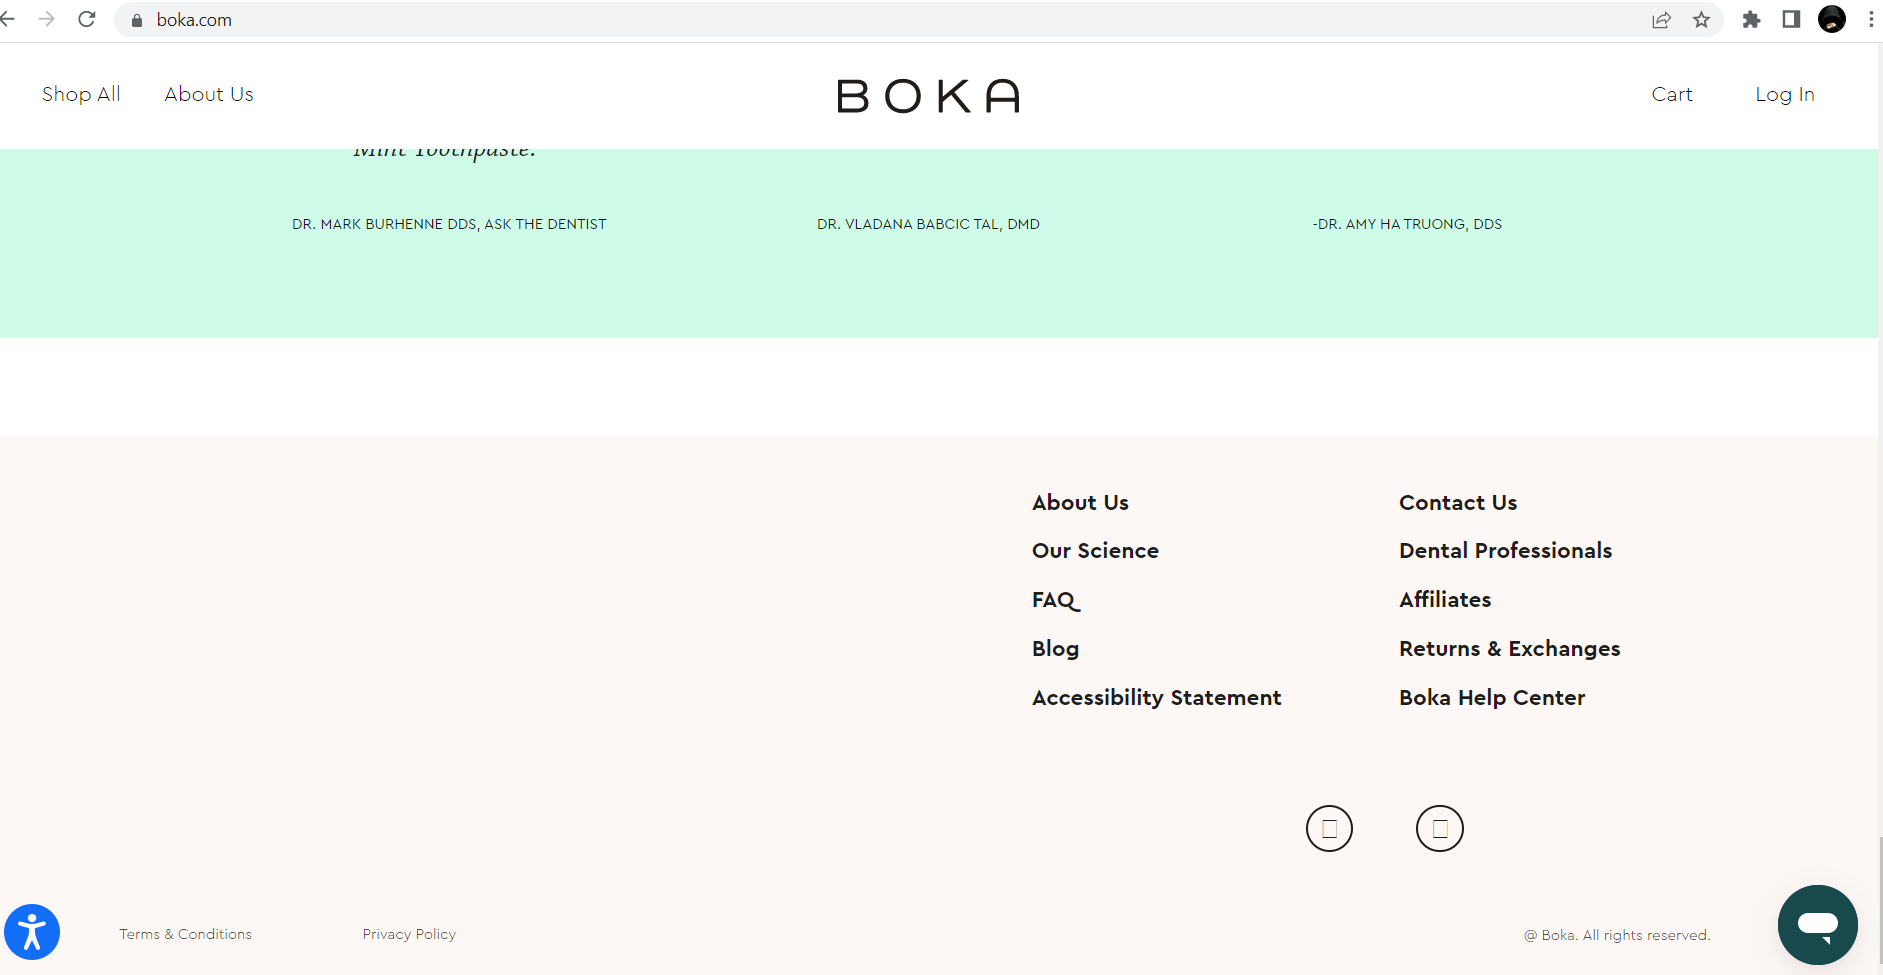 boka.com
Shop All About Us BOKA Cart Log In
Mint Toothpaste.
DR. MARK BURHENNE DDS, ASK THE DENTIST DR. VLADANA BABCIC TAL, DMD -DR. AMY HA TRUONG, DDS
About Us Contact Us
Our Science Dental Professionals
FAQ Affiliates
Blog Returns & Exchanges
Accessibility Statement Boka Help Center
Terms & Conditions Privacy Policy @ Boka. All rights reserved.